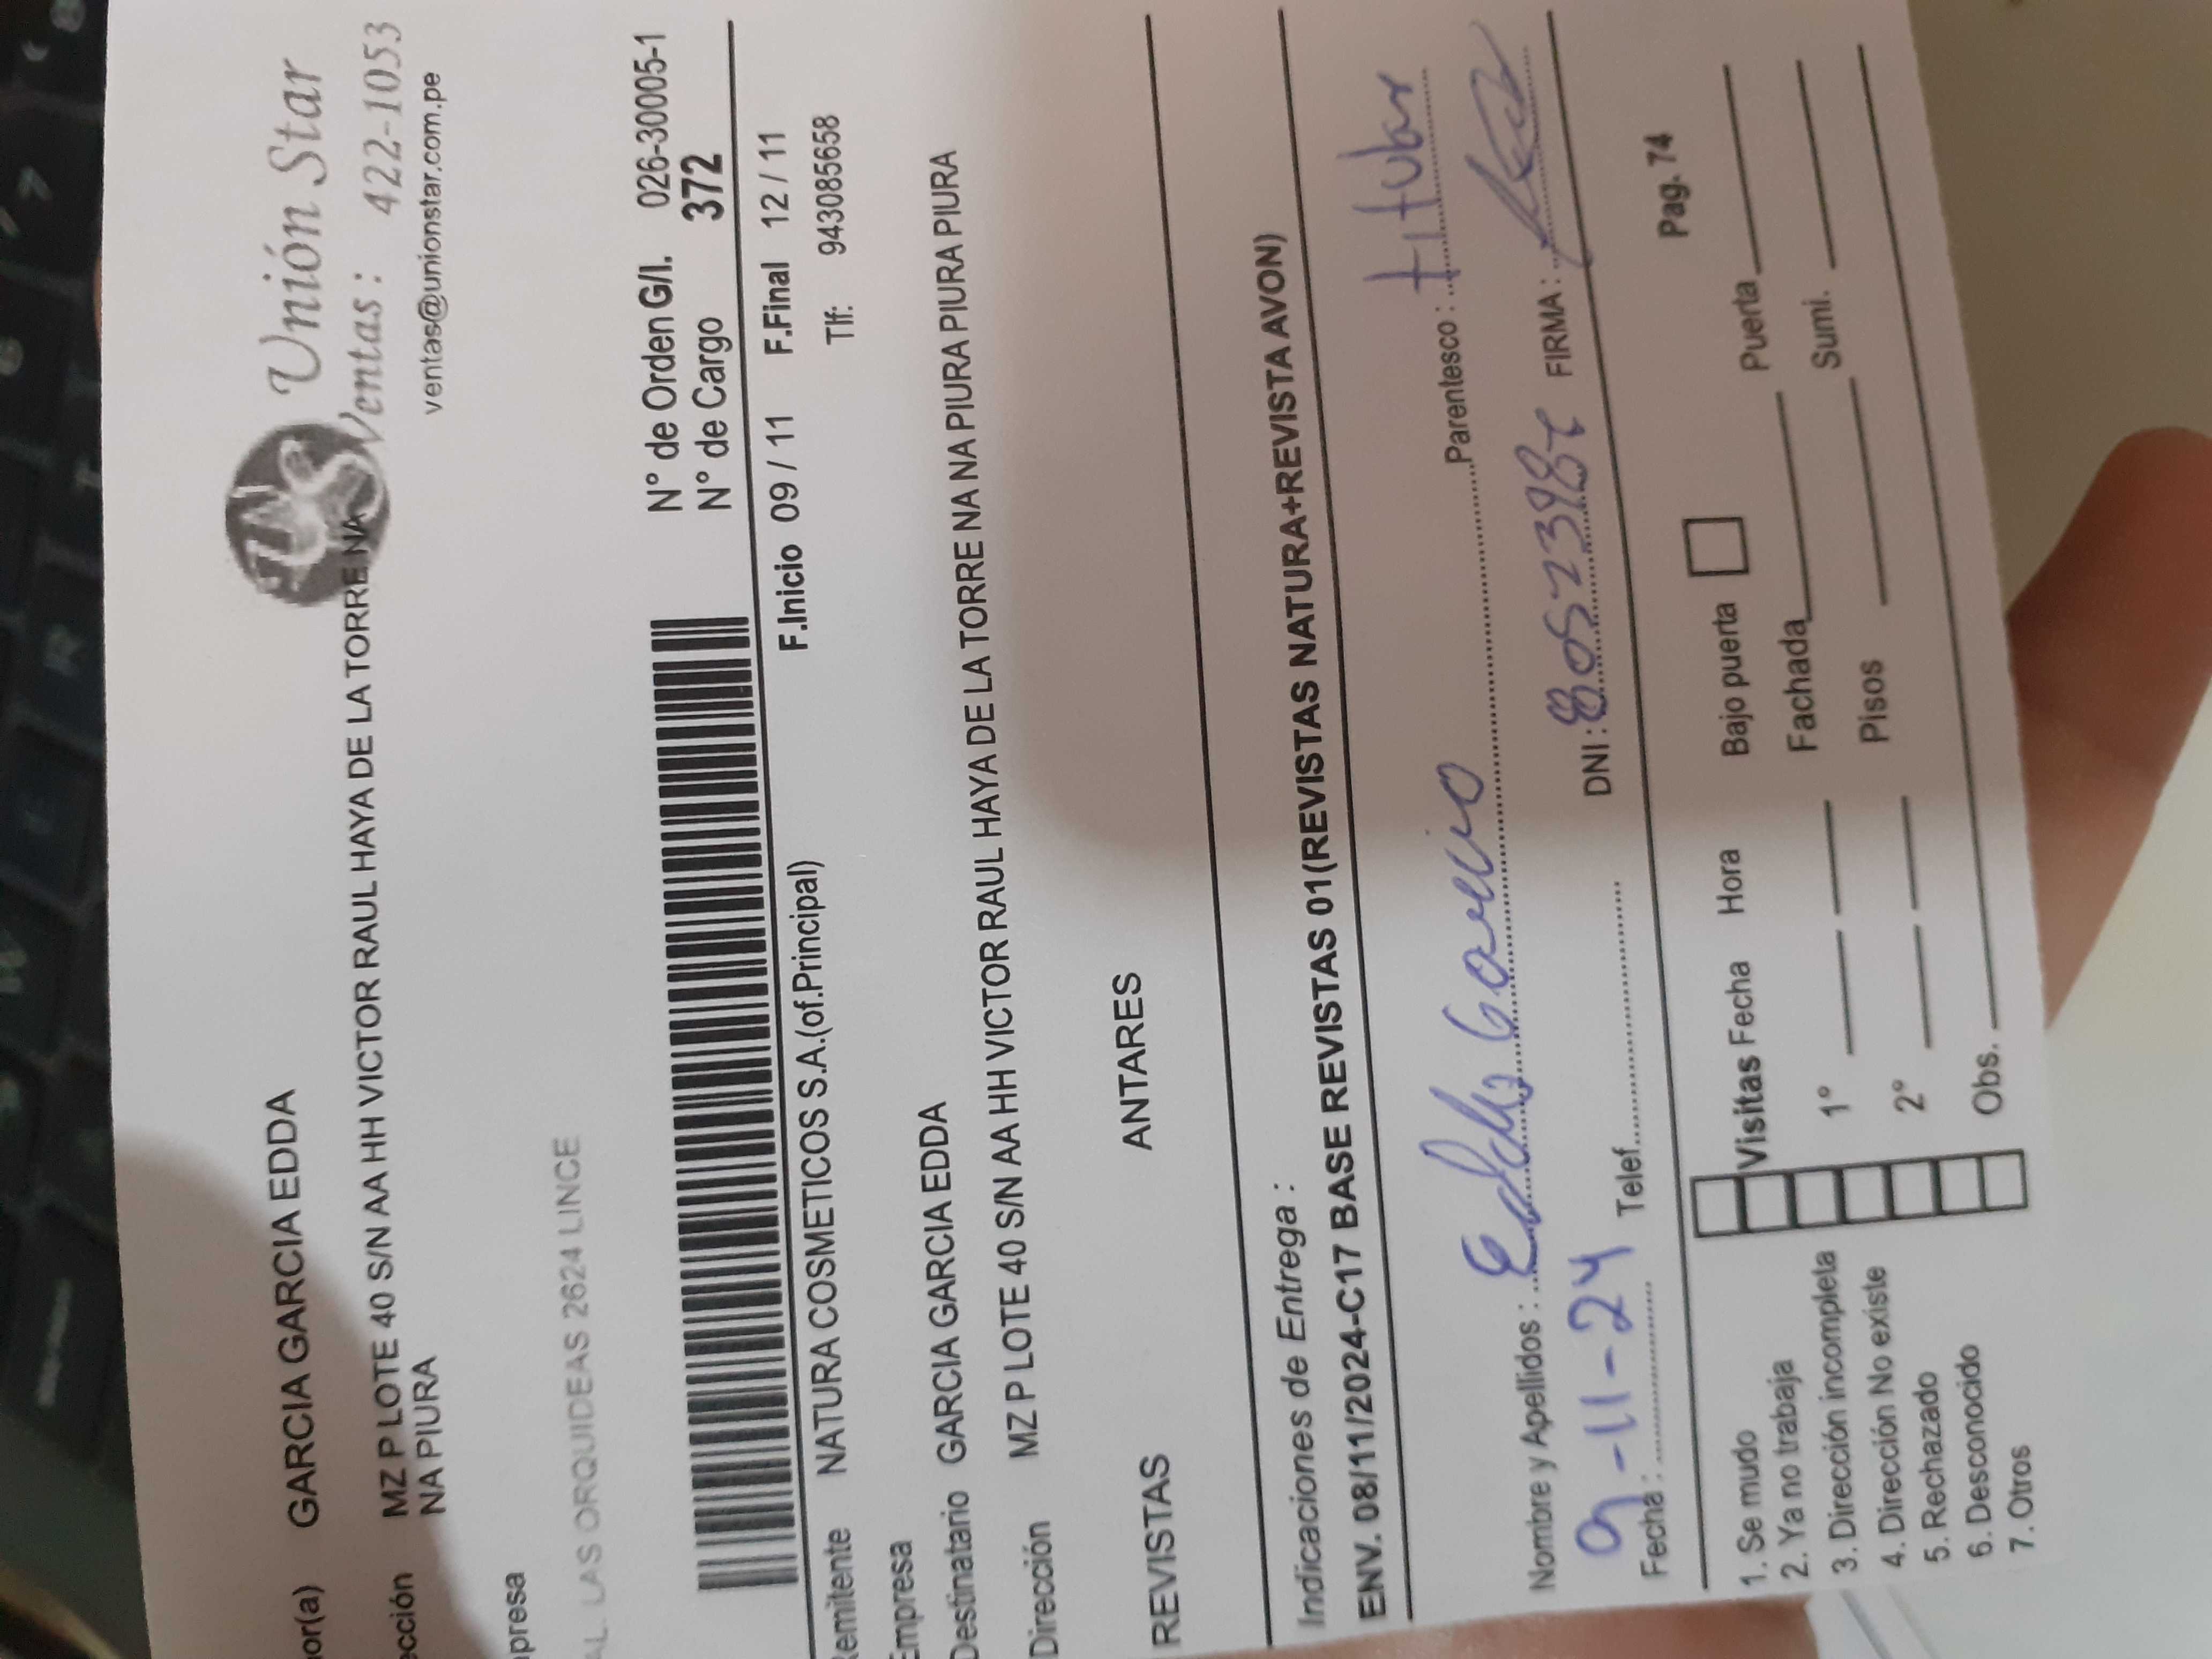 Unión Star
Ventas: 422-1053
ventas@unionstar.com.pe
or(a) GARCIA GARCIA EDDA
ección MZ P LOTE 40 S/N AA HH VICTOR RAUL HAYA DE LA TORRE NA
NA PIURA
presa
AL. LAS ORQUIDEAS 2624 LINCE
N° de Orden G/I. 026-30005-1
N° de Cargo 372
F.Inicio 09 / 11 F.Final 12 / 11
emitente NATURA COSMETICOS S.A.(of.Principal) Tlf: 943085658
Empresa
Destinatario GARCIA GARCIA EDDA
Dirección MZ P LOTE 40 S/N AA HH VICTOR RAUL HAYA DE LA TORRE NA NA PIURA PIURA PIURA
REVISTAS ANTARES
Indicaciones de Entrega :
ENV. 08/11/2024-C17 BASE REVISTAS 01(REVISTAS NATURA+REVISTA AVON)
Nombre y Apellidos : Edda Garcia Parentesco : titular
Fecha : 9-11-24 Telef. DNI : FIRMA :
Pag. 74
1. Se mudo
2. Ya no trabaja
3. Dirección incompleta
4. Dirección No existe
5. Rechazado
6. Desconocido
7. Otros
Visitas Fecha Hora Bajo puerta
1° Fachada Puerta
2° Pisos Sumi.
Obs.